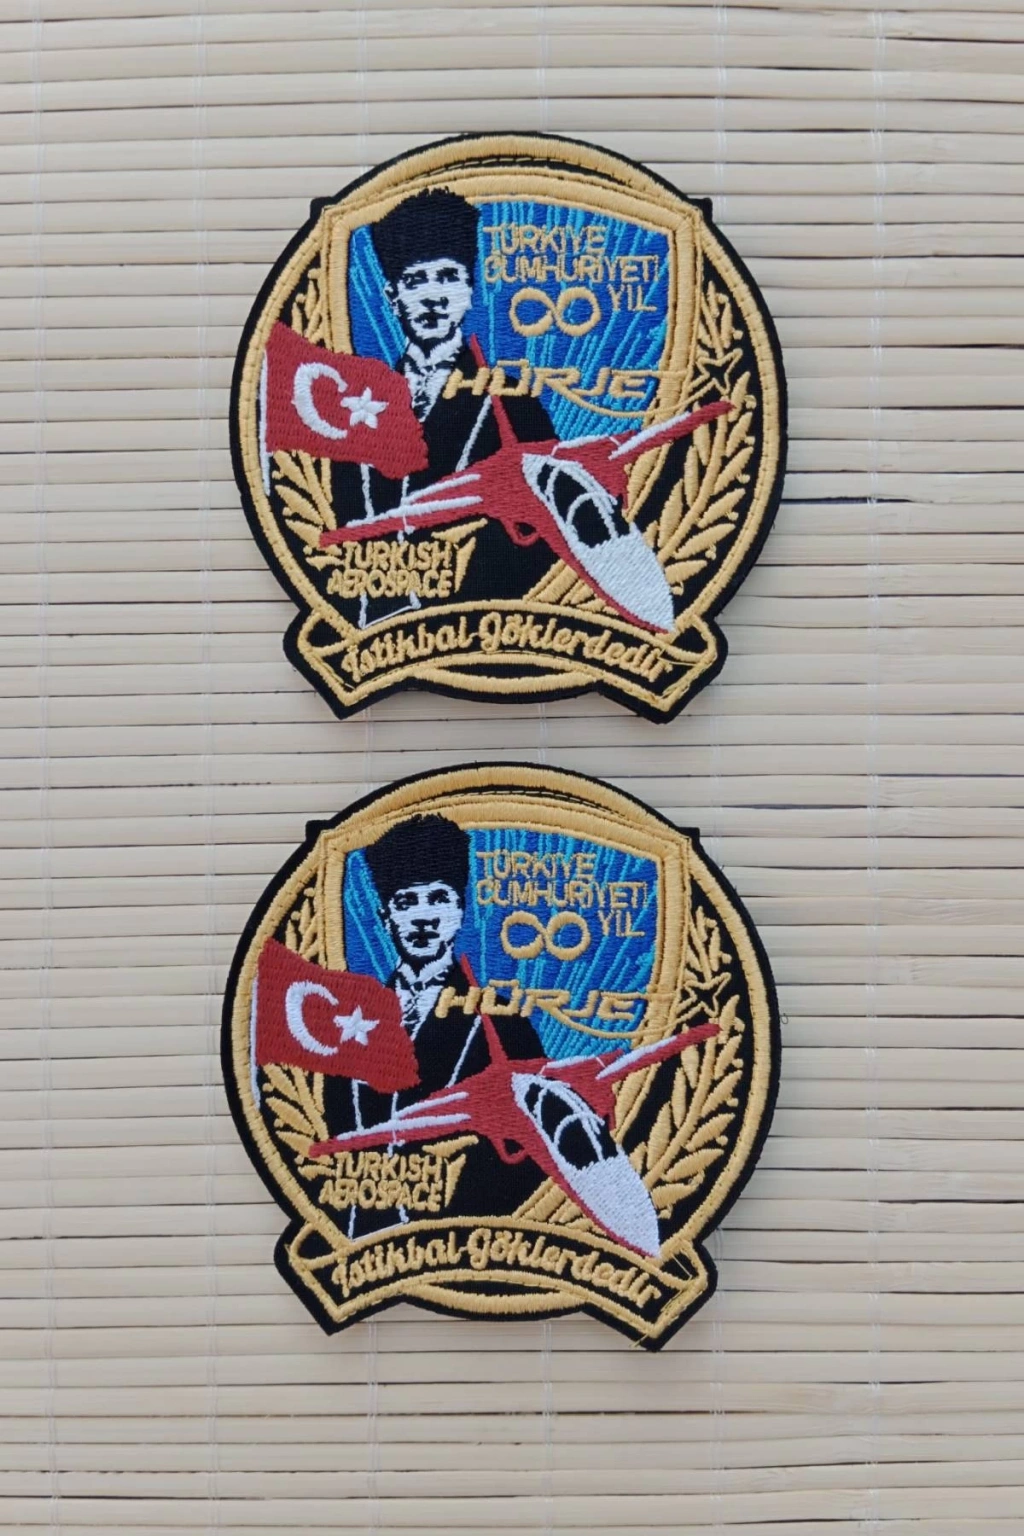 TÜRKİYE
CUMHURİYETİ
∞ YIL
HÜRJET
TURKISH
AEROSPACE
İstikbal Göklerdedir
TÜRKİYE
CUMHURİYETİ
∞ YIL
HÜRJET
TURKISH
AEROSPACE
İstikbal Göklerdedir